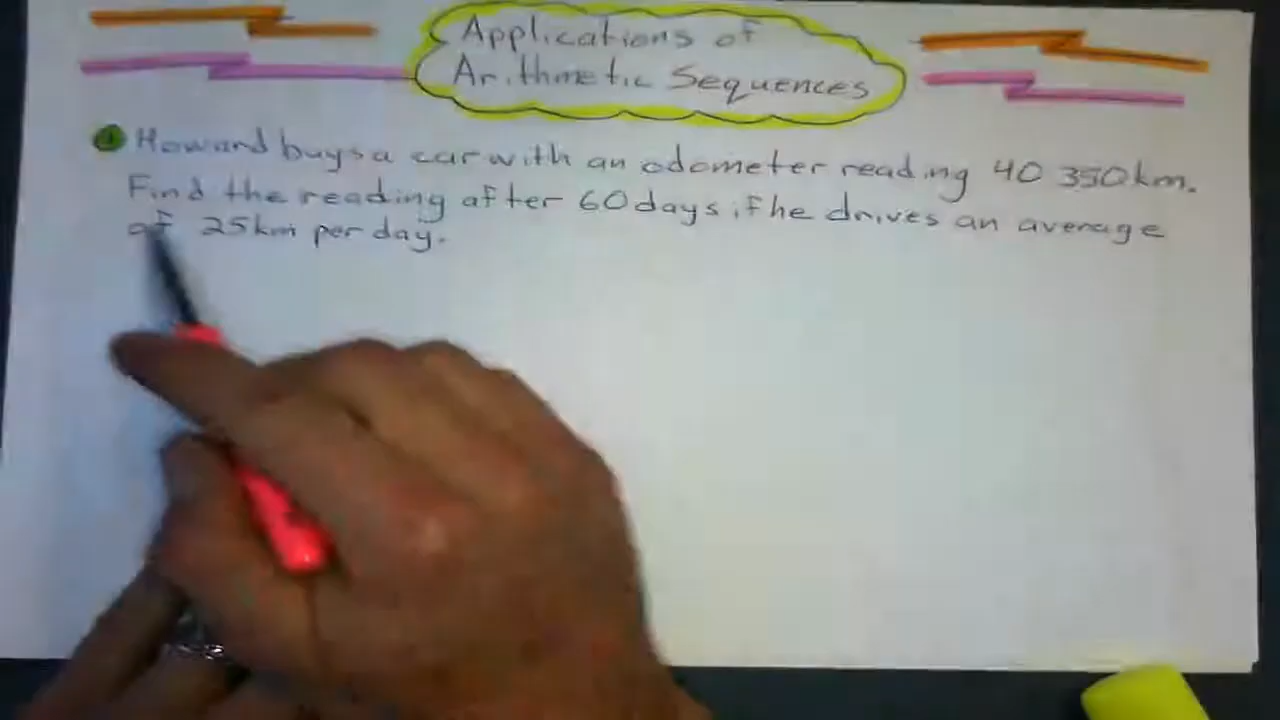 Applications of
Arithmetic Sequences
Howard buys a car with an odometer reading 40 350km.
Find the reading after 60 days, if he drives an average
of 25km per day.